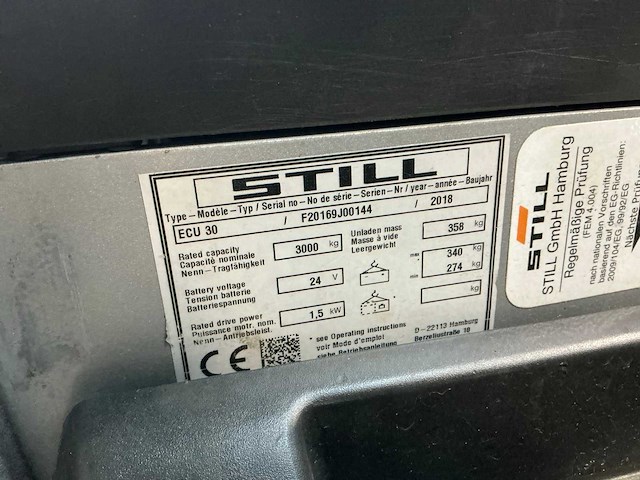 STILL
Type – Modèle – Typ / Serial no – No de série – Serien – Nr / year – année – Baujahr
ECU 30 / F20169J00144 / 2018
Rated capacity
Capacité nominale
Nenn – Tragfähigkeit
3000 kg
Unladen mass
Masse à vide
Leergewicht
358 kg
Battery voltage
Tension batterie
Batteriespannung
24 V
max 340 kg
min 274 kg
Rated drive power
Puissance motr. nom.
Nenn – Antriebsleist.
1,5 kW
kg
CE
* see Operating instructions
voir Mode d'emploi
siehe Betriebsanleitung
D – 22113 Hamburg
Berzeliusstraße 10
STILL
STILL GmbH Hamburg
Regelmäßige Prüfung
(FEM 4.004)
nach nationalen Vorschriften
basierend auf den EG-Richtlinien:
2009/104/EG, 99/92/EG
Nächste Prüfung